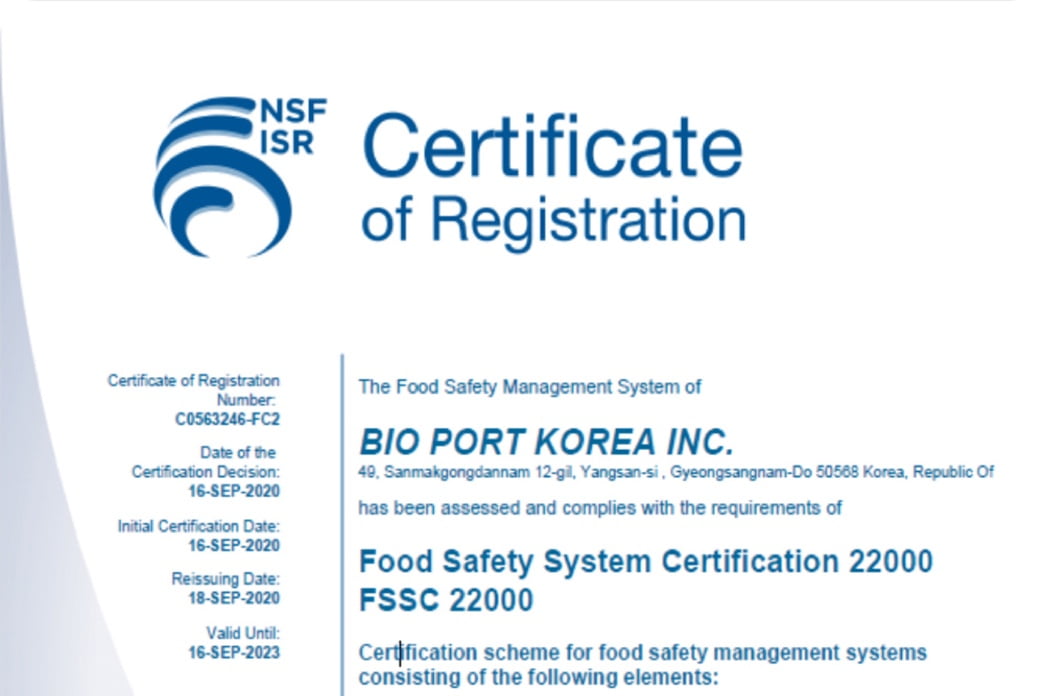 NSF
ISR
Certificate
of Registration
Certificate of Registration
Number:
C0563246-FC2
Date of the
Certification Decision:
16-SEP-2020
Initial Certification Date:
16-SEP-2020
Reissuing Date:
18-SEP-2020
Valid Until:
16-SEP-2023
The Food Safety Management System of
BIO PORT KOREA INC.
49, Sanmakgongdannam 12-gil, Yangsan-si , Gyeongsangnam-Do 50568 Korea, Republic Of
has been assessed and complies with the requirements of
Food Safety System Certification 22000
FSSC 22000
Certification scheme for food safety management systems
consisting of the following elements: